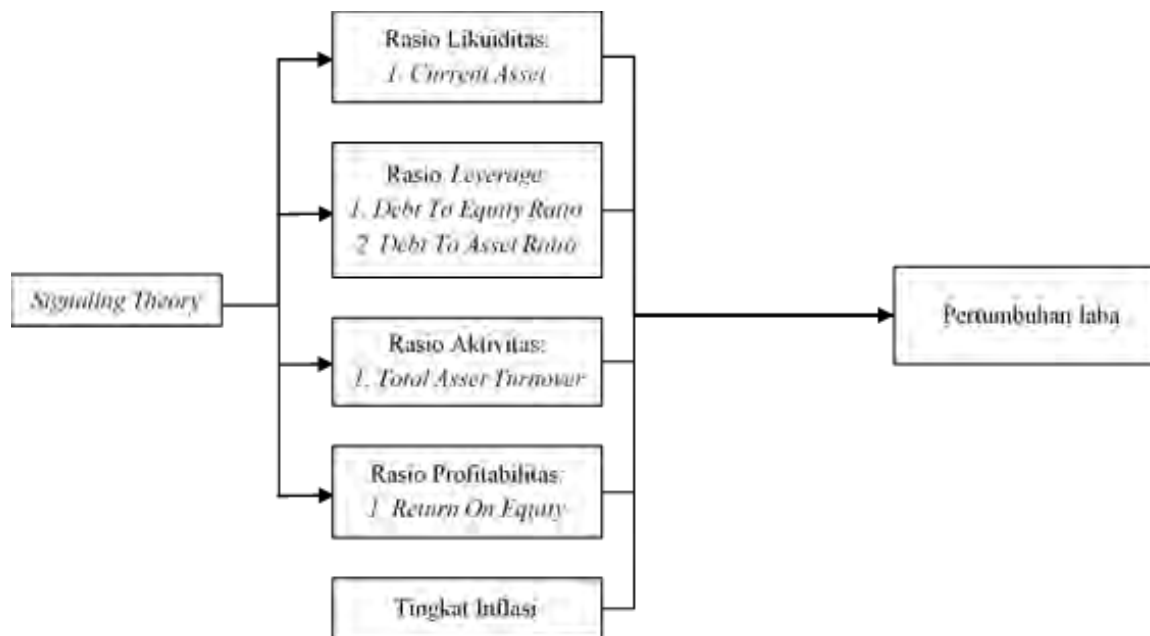 Signaling Theory
Rasio Likuiditas:
1. Current Asset
Rasio Leverage:
1. Debt To Equity Ratio
2 Debt To Asset Ratio
Rasio Aktivitas:
1. Total Asset Turnover
Rasio Profitabilitas:
1 Return On Equity
Tingkat Inflasi
Pertumbuhan laba